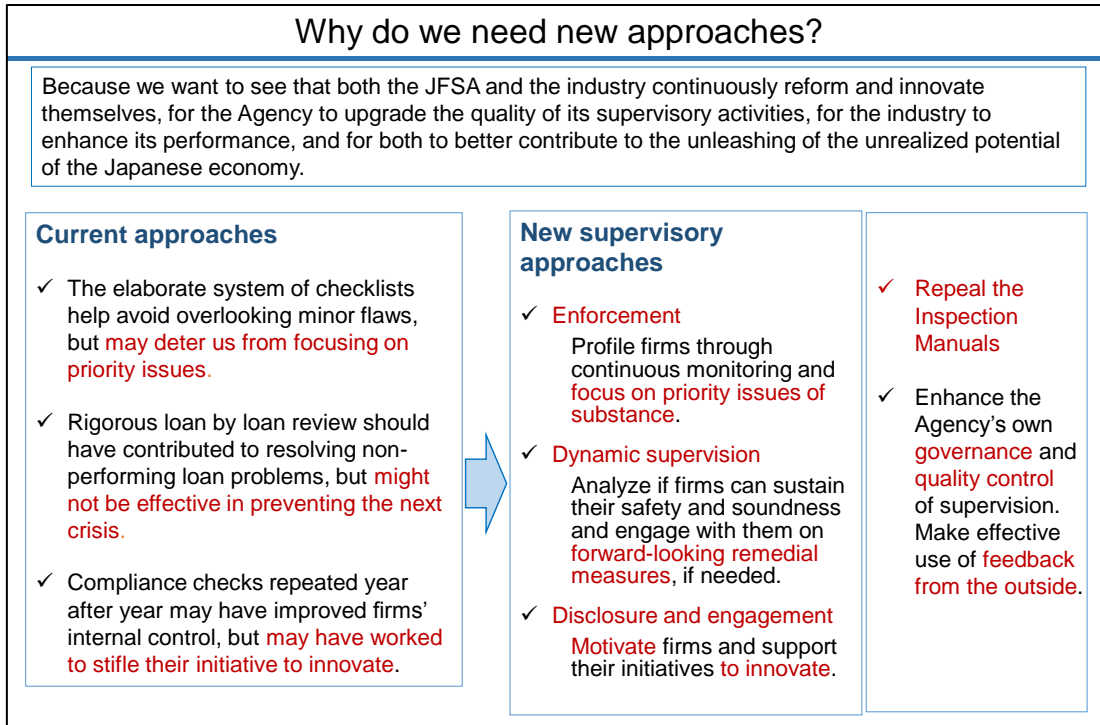 Why do we need new approaches?
Because we want to see that both the JFSA and the industry continuously reform and innovate
themselves, for the Agency to upgrade the quality of its supervisory activities, for the industry to
enhance its performance, and for both to better contribute to the unleashing of the unrealized potential
of the Japanese economy.
Current approaches
✓ The elaborate system of checklists
help avoid overlooking minor flaws,
but may deter us from focusing on
priority issues.
✓ Rigorous loan by loan review should
have contributed to resolving non-
performing loan problems, but might
not be effective in preventing the next
crisis.
✓ Compliance checks repeated year
after year may have improved firms'
internal control, but may have worked
to stifle their initiative to innovate.
New supervisory
approaches
✓ Enforcement
Profile firms through
continuous monitoring and
focus on priority issues of
substance.
✓ Dynamic supervision
Analyze if firms can sustain
their safety and soundness
and engage with them on
forward-looking remedial
measures, if needed.
✓ Disclosure and engagement
Motivate firms and support
their initiatives to innovate.
✓ Repeal the
Inspection
Manuals
✓ Enhance the
Agency's own
governance and
quality control
of supervision.
Make effective
use of feedback
from the outside.